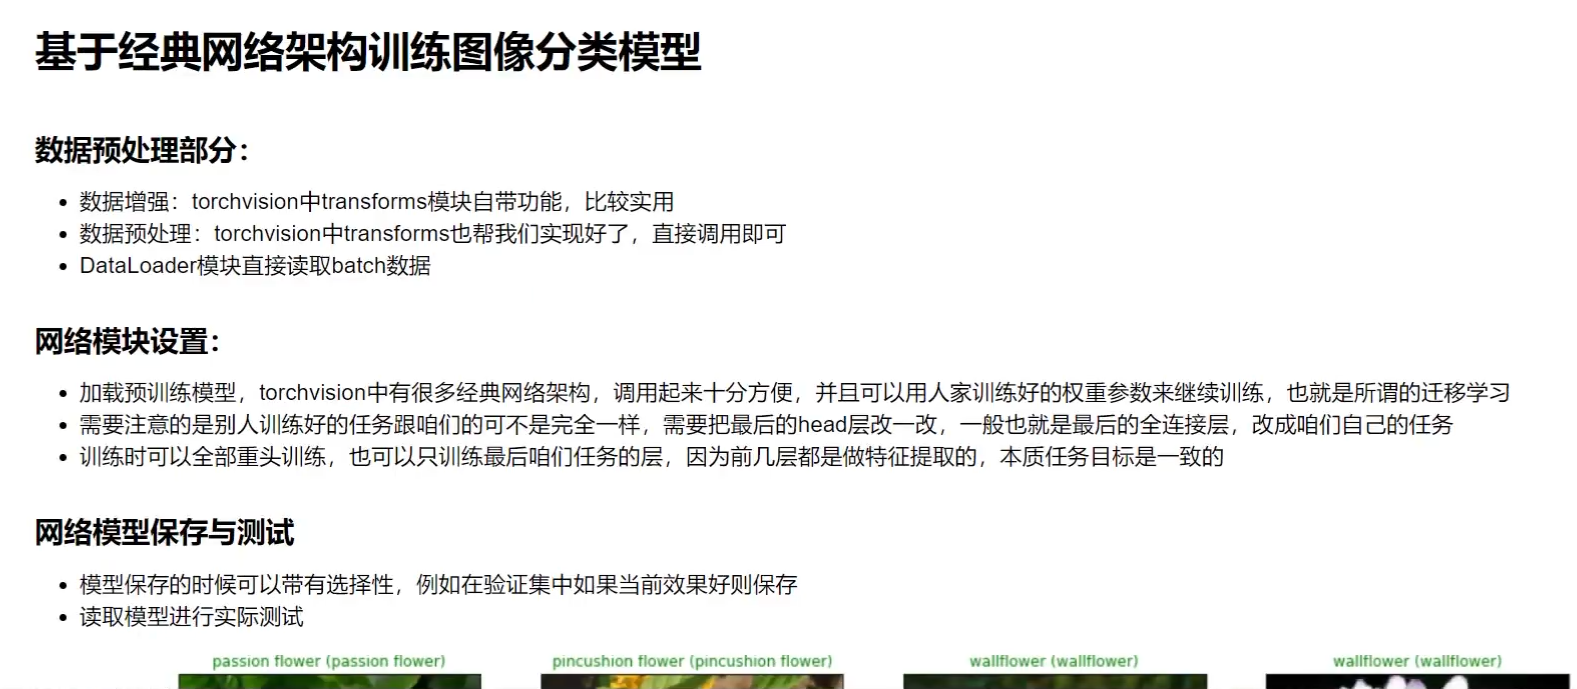 基于经典网络架构训练图像分类模型
数据预处理部分：
数据增强：torchvision中transforms模块自带功能，比较实用
数据预处理：torchvision中transforms也帮我们实现好了，直接调用即可
DataLoader模块直接读取batch数据
网络模块设置：
加载预训练模型，torchvision中有很多经典网络架构，调用起来十分方便，并且可以用人家训练好的权重参数来继续训练，也就是所谓的迁移学习
需要注意的是别人训练好的任务跟咱们的可不是完全一样，需要把最后的head层改一改，一般也就是最后的全连接层，改成咱们自己的任务
训练时可以全部重头训练，也可以只训练最后咱们任务的层，因为前几层都是做特征提取的，本质任务目标是一致的
网络模型保存与测试
模型保存的时候可以带有选择性，例如在验证集中如果当前效果好则保存
读取模型进行实际测试
passion flower (passion flower) pincushion flower (pincushion flower) wallflower (wallflower) wallflower (wallflower)